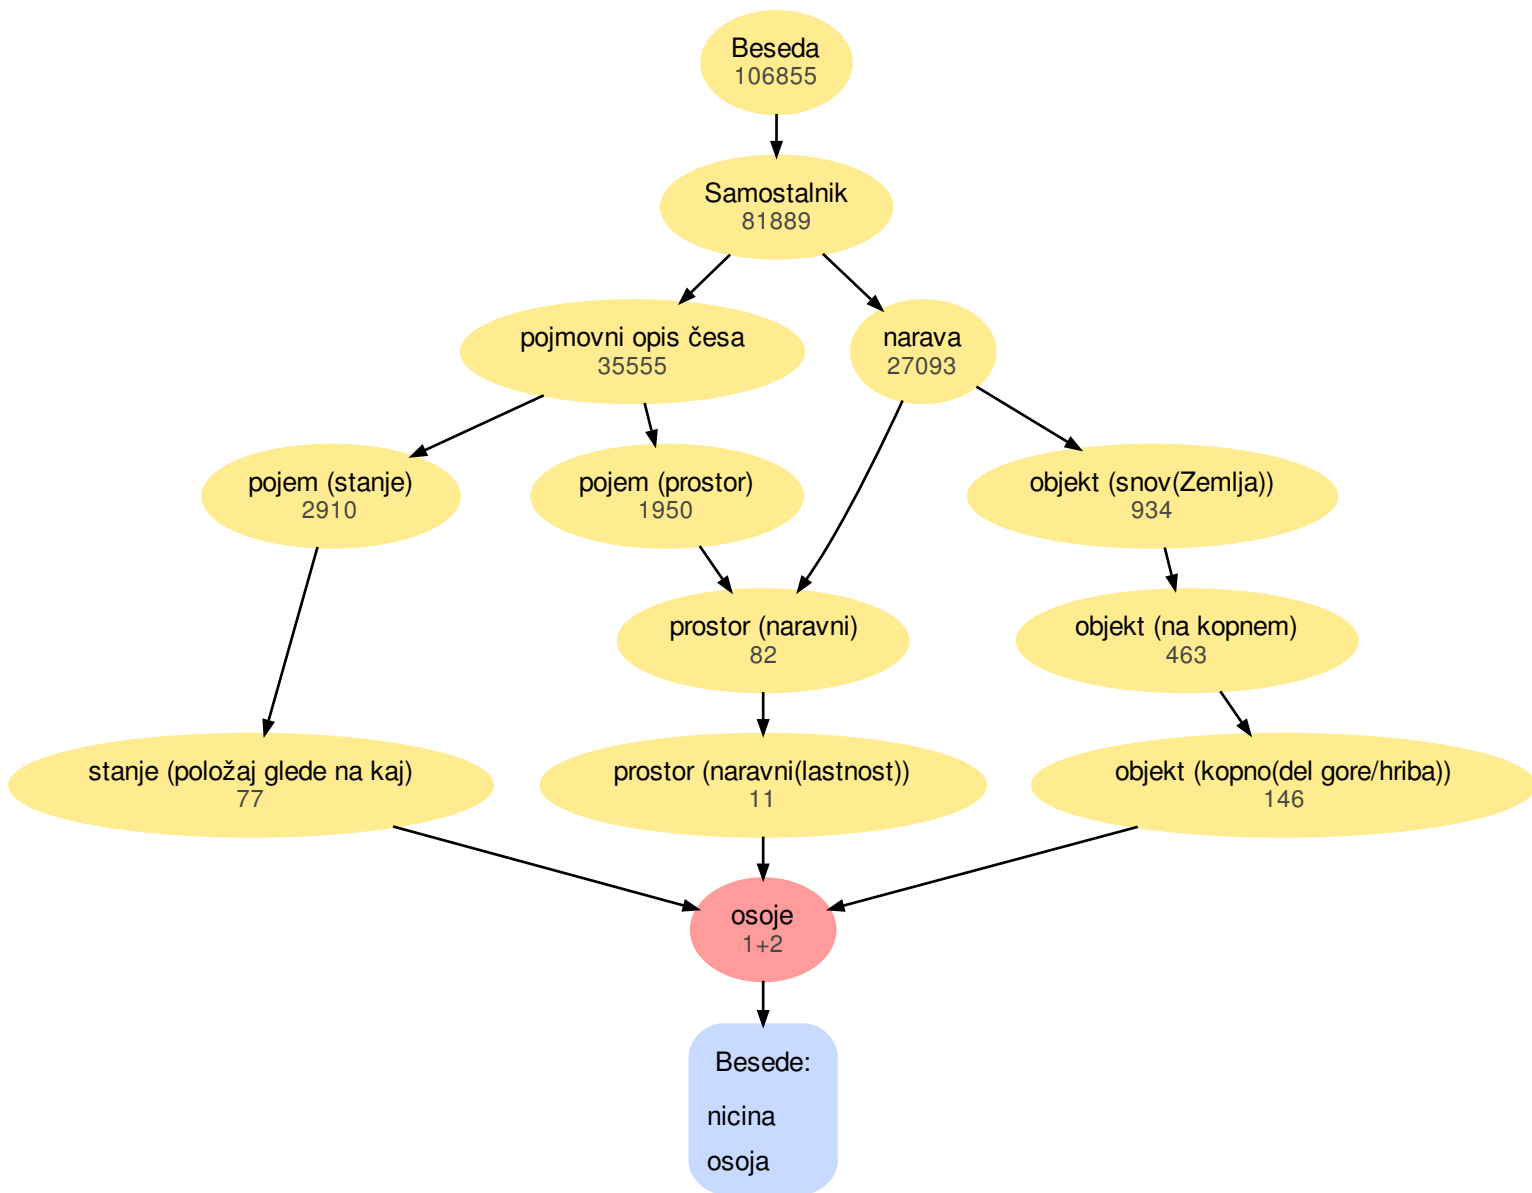 Beseda
106855
Samostalnik
81889
pojmovni opis česa
35555
narava
27093
pojem (stanje)
2910
pojem (prostor)
1950
objekt (snov(Zemlja))
934
prostor (naravni)
82
objekt (na kopnem)
463
stanje (položaj glede na kaj)
77
prostor (naravni(lastnost))
11
objekt (kopno(del gore/hriba))
146
osoje
1+2
Besede:
nicina
osoja